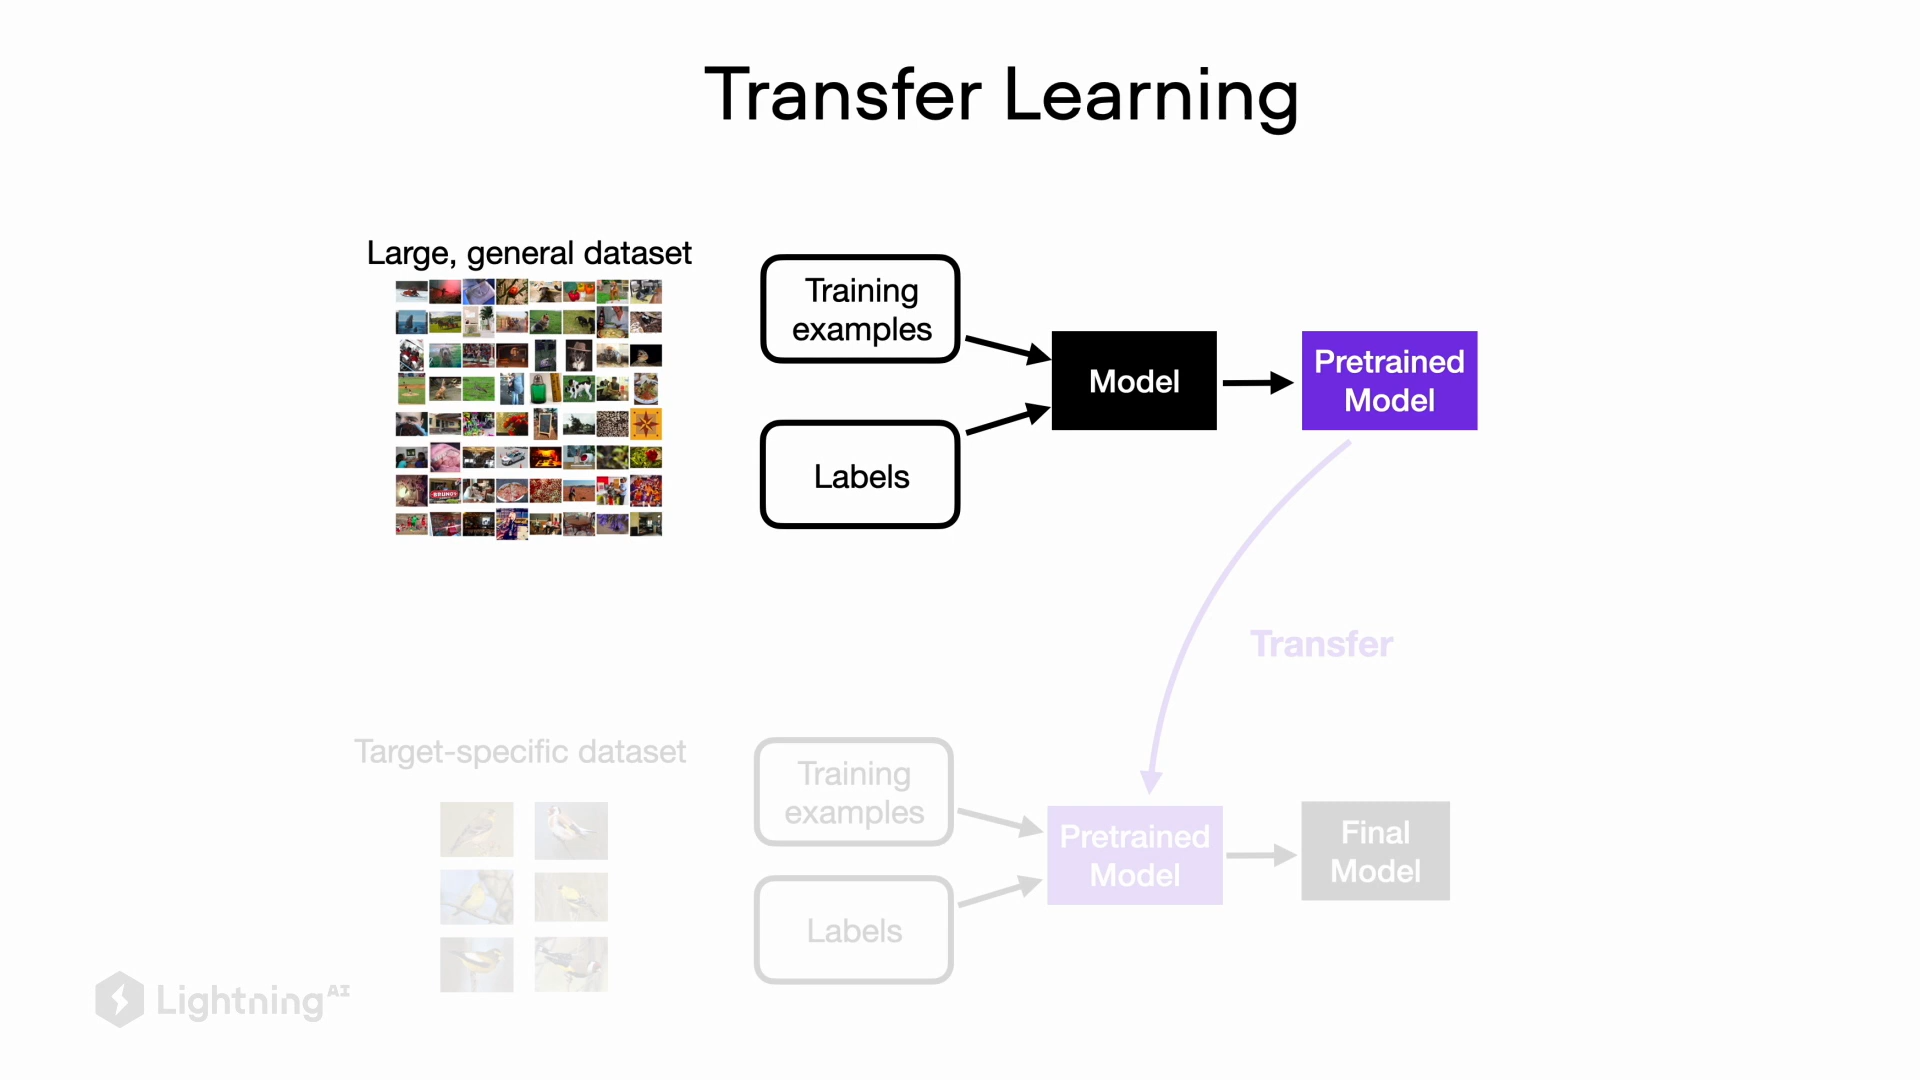 Transfer Learning
Large, general dataset
Training
examples
Labels
Model
Pretrained
Model
Transfer
Target-specific dataset
Training
examples
Labels
Pretrained
Model
Final
Model
Lightning AI